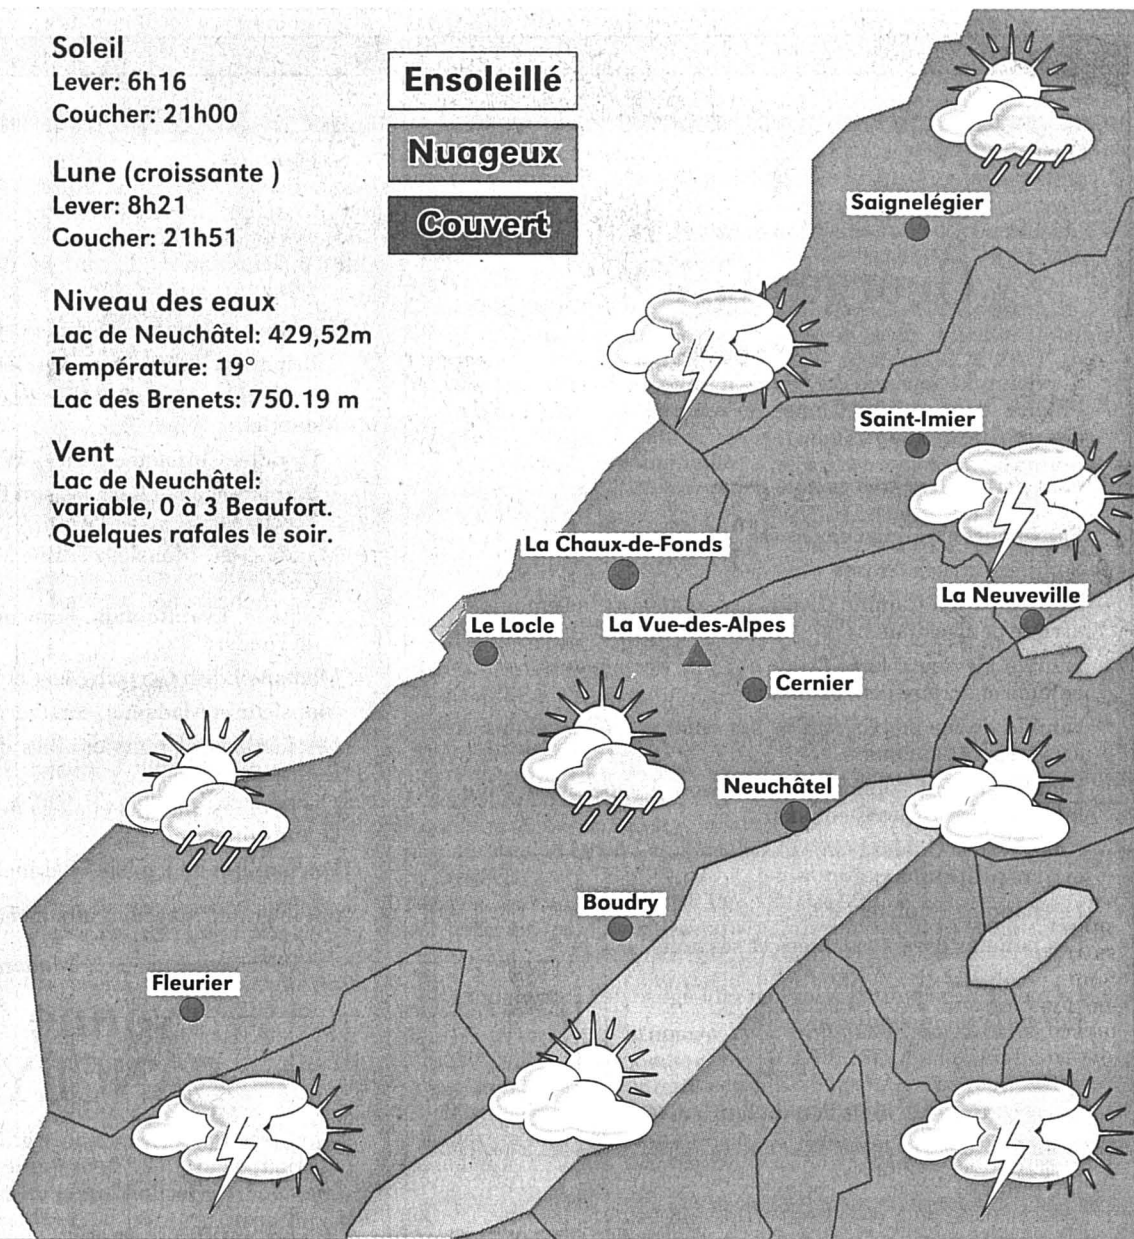 Soleil
Lever: 6h16
Coucher: 21h00
Lune (croissante )
Lever: 8h21
Coucher: 21h51
Niveau des eaux
Lac de Neuchâtel: 429,52m
Température: 19°
Lac des Brenets: 750.19 m
Vent
Lac de Neuchâtel:
variable, 0 à 3 Beaufort.
Quelques rafales le soir.
Ensoleillé
Nuageux
Couvert
Saignelégier
Saint-Imier
La Chaux-de-Fonds
La Neuveville
Le Locle
La Vue-des-Alpes
Cernier
Neuchâtel
Boudry
Fleurier